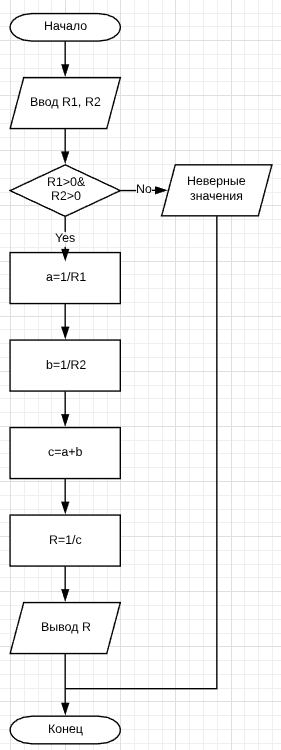 Начало
Ввод R1, R2
R1>0&
R2>0
No
Неверные
значения
Yes
a=1/R1
b=1/R2
c=a+b
R=1/c
Вывод R
Конец